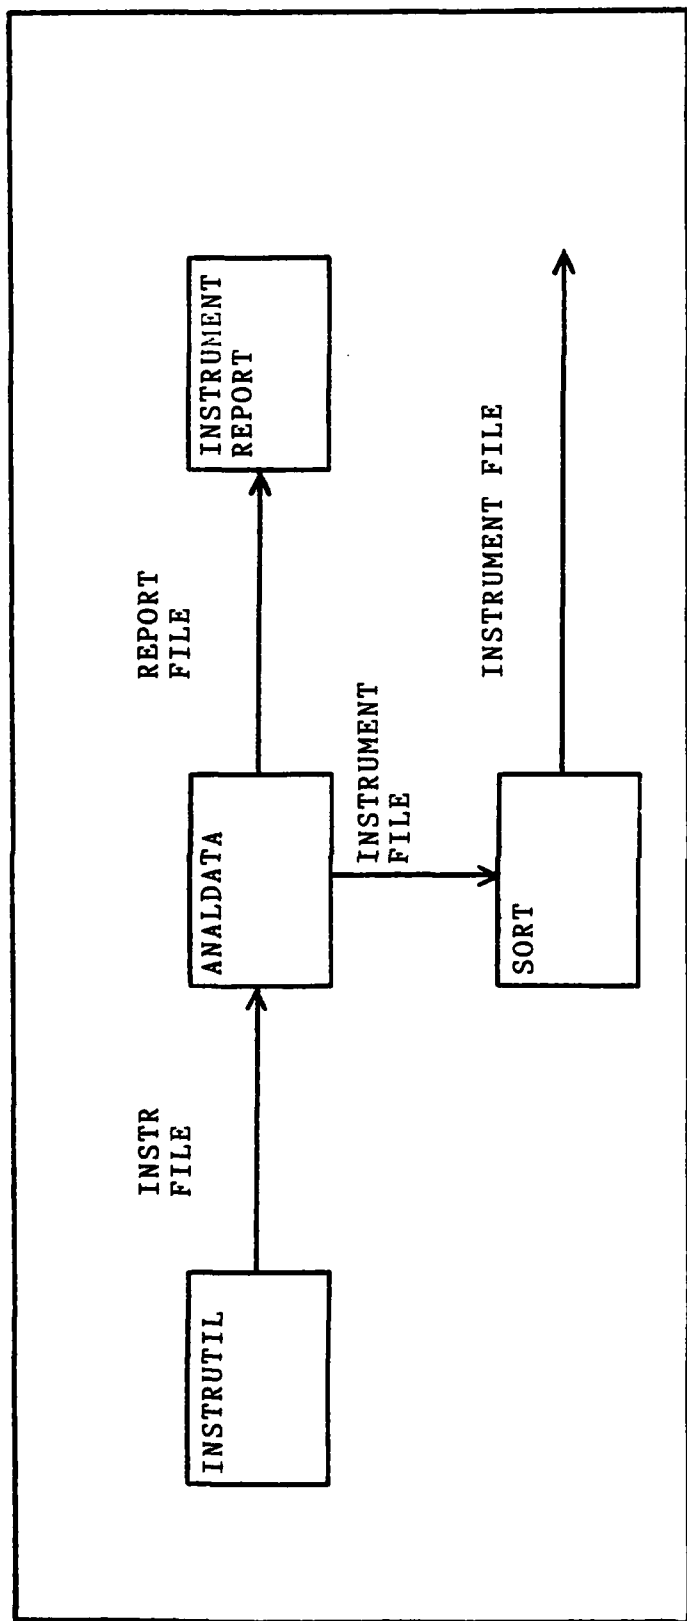 INSTRUTIL
INSTR
FILE
ANALDATA
REPORT
FILE
INSTRUMENT
REPORT
INSTRUMENT
FILE
SORT
INSTRUMENT FILE